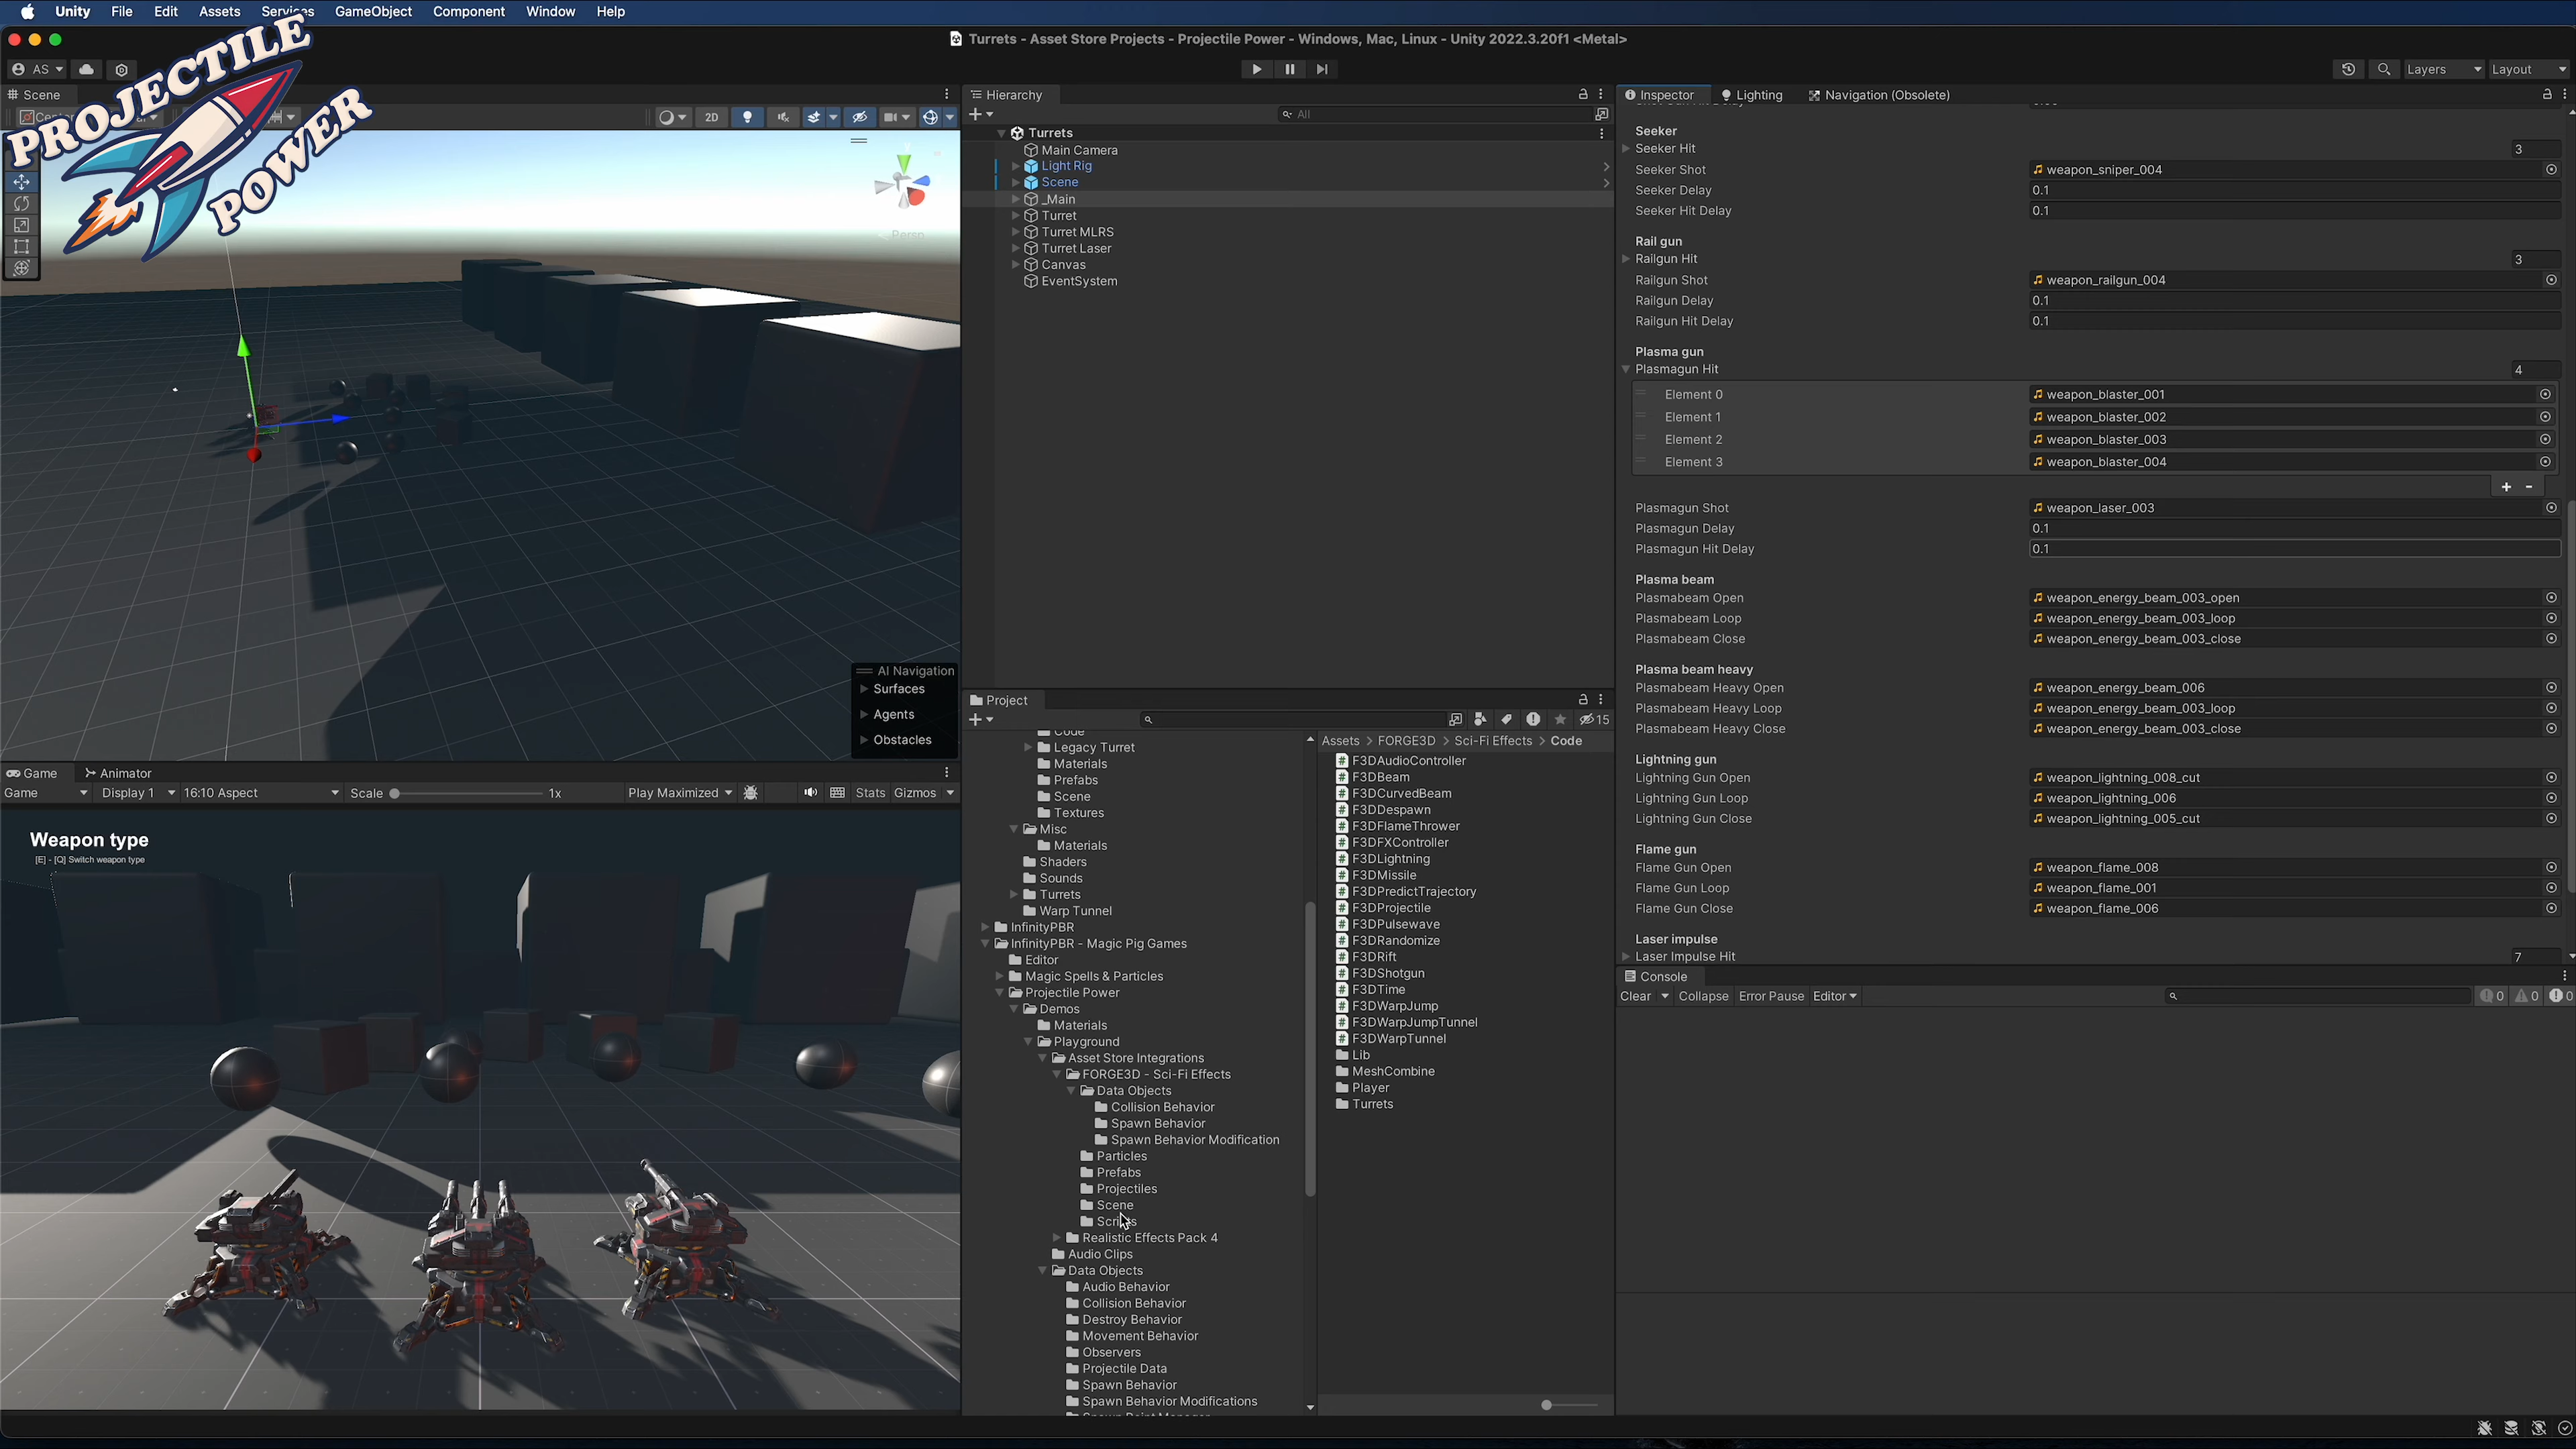 Unity File Edit Assets Services GameObject Component Window Help
Turrets - Asset Store Projects - Projectile Power - Windows, Mac, Linux - Unity 2022.3.20f1 <Metal>
PROJECTILE
POWER
AS
Layers
Layout
Scene
2D
Persp
AI Navigation
Surfaces
Agents
Obstacles
Game
Animator
Game
Display 1
16:10 Aspect
Scale
1x
Play Maximized
Stats
Gizmos
Weapon type
[E] - [Q] Switch weapon type
Hierarchy
All
Turrets
Main Camera
Light Rig
Scene
_Main
Turret
Turret MLRS
Turret Laser
Canvas
EventSystem
Project
15
Code
Legacy Turret
Materials
Prefabs
Scene
Textures
Misc
Materials
Shaders
Sounds
Turrets
Warp Tunnel
InfinityPBR
InfinityPBR - Magic Pig Games
Editor
Magic Spells & Particles
Projectile Power
Demos
Materials
Playground
Asset Store Integrations
FORGE3D - Sci-Fi Effects
Data Objects
Collision Behavior
Spawn Behavior
Spawn Behavior Modification
Particles
Prefabs
Projectiles
Scene
Scripts
Realistic Effects Pack 4
Audio Clips
Data Objects
Audio Behavior
Collision Behavior
Destroy Behavior
Movement Behavior
Observers
Projectile Data
Spawn Behavior
Spawn Behavior Modifications
Assets > FORGE3D > Sci-Fi Effects > Code
F3DAudioController
F3DBeam
F3DCurvedBeam
F3DDespawn
F3DFlameThrower
F3DFXController
F3DLightning
F3DMissile
F3DPredictTrajectory
F3DProjectile
F3DPulsewave
F3DRandomize
F3DRift
F3DShotgun
F3DTime
F3DWarpJump
F3DWarpJumpTunnel
F3DWarpTunnel
Lib
MeshCombine
Player
Turrets
Inspector
Lighting
Navigation (Obsolete)
Seeker
Seeker Hit 3
Seeker Shot weapon_sniper_004
Seeker Delay 0.1
Seeker Hit Delay 0.1
Rail gun
Railgun Hit 3
Railgun Shot weapon_railgun_004
Railgun Delay 0.1
Railgun Hit Delay 0.1
Plasma gun
Plasmagun Hit 4
Element 0 weapon_blaster_001
Element 1 weapon_blaster_002
Element 2 weapon_blaster_003
Element 3 weapon_blaster_004
+ -
Plasmagun Shot weapon_laser_003
Plasmagun Delay 0.1
Plasmagun Hit Delay 0.1
Plasma beam
Plasmabeam Open weapon_energy_beam_003_open
Plasmabeam Loop weapon_energy_beam_003_loop
Plasmabeam Close weapon_energy_beam_003_close
Plasma beam heavy
Plasmabeam Heavy Open weapon_energy_beam_006
Plasmabeam Heavy Loop weapon_energy_beam_003_loop
Plasmabeam Heavy Close weapon_energy_beam_003_close
Lightning gun
Lightning Gun Open weapon_lightning_008_cut
Lightning Gun Loop weapon_lightning_006
Lightning Gun Close weapon_lightning_005_cut
Flame gun
Flame Gun Open weapon_flame_008
Flame Gun Loop weapon_flame_001
Flame Gun Close weapon_flame_006
Laser impulse
Laser Impulse Hit 7
Console
Clear Collapse Error Pause Editor
0 0 0